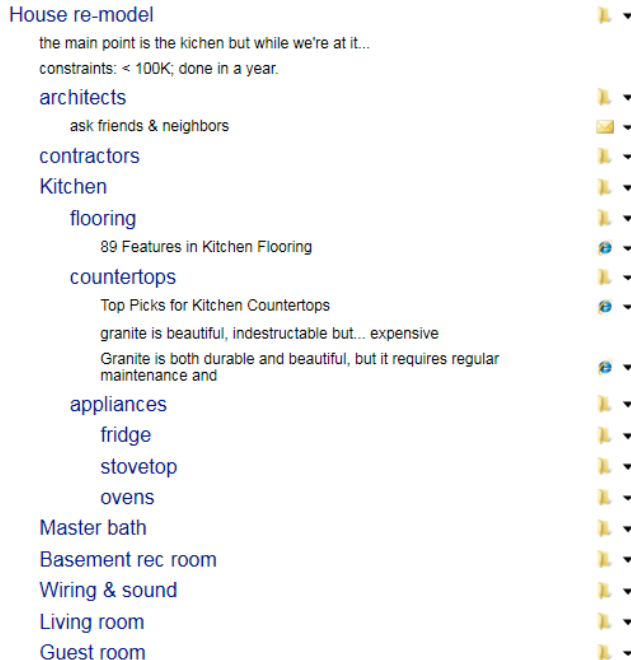 House re-model
the main point is the kichen but while we're at it...
constraints: < 100K; done in a year.
architects
ask friends & neighbors
contractors
Kitchen
flooring
89 Features in Kitchen Flooring
countertops
Top Picks for Kitchen Countertops
granite is beautiful, indestructable but... expensive
Granite is both durable and beautiful, but it requires regular
maintenance and
appliances
fridge
stovetop
ovens
Master bath
Basement rec room
Wiring & sound
Living room
Guest room